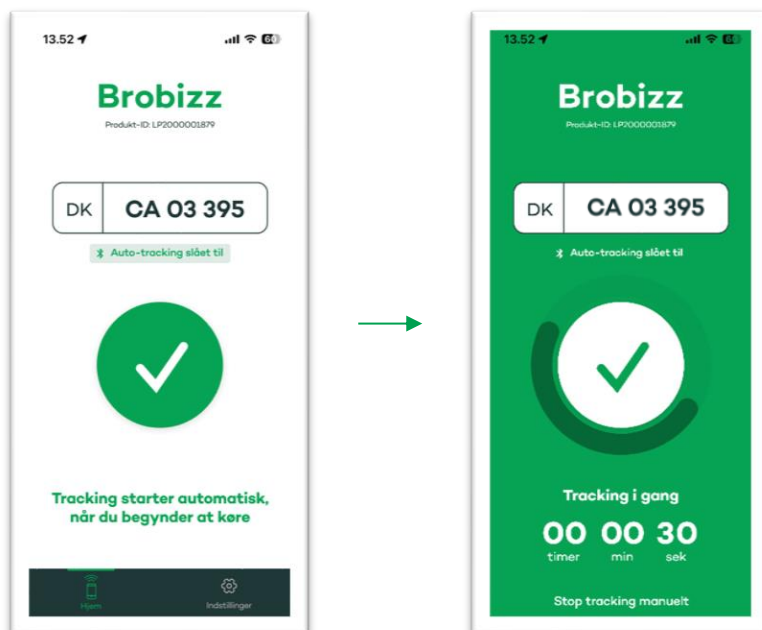 13.52
60
Brobizz
Produkt-ID: LP2000001879
DK CA 03 395
Auto-tracking slået til
Tracking starter automatisk,
når du begynder at køre
Hjem
Indstillinger
13.52
60
Brobizz
Produkt-ID: LP2000001879
DK CA 03 395
Auto-tracking slået til
Tracking i gang
00 00 30
timer min sek
Stop tracking manuelt